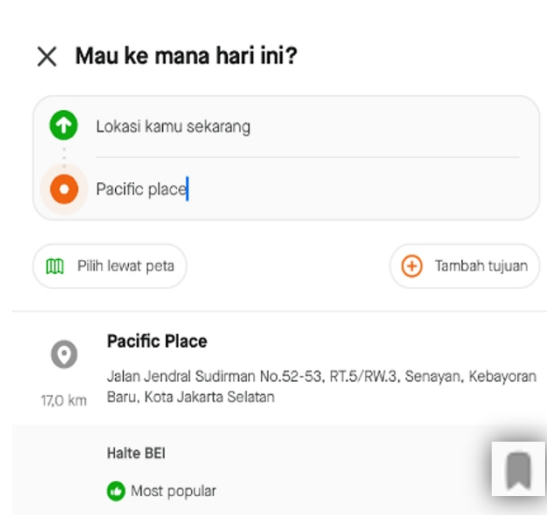 Mau ke mana hari ini?
Lokasi kamu sekarang
Pacific place
Pilih lewat peta
Tambah tujuan
Pacific Place
Jalan Jendral Sudirman No.52-53, RT.5/RW.3, Senayan, Kebayoran
Baru, Kota Jakarta Selatan
17,0 km
Halte BEI
Most popular